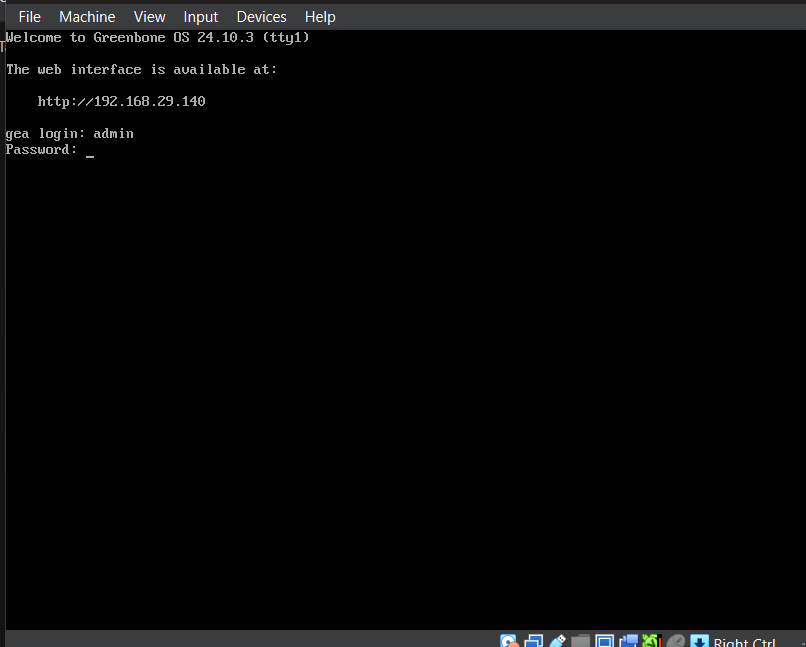 File Machine View Input Devices Help
Welcome to Greenbone OS 24.10.3 (tty1)
The web interface is available at:
http://192.168.29.140
gea login: admin
Password: _
Right Ctrl